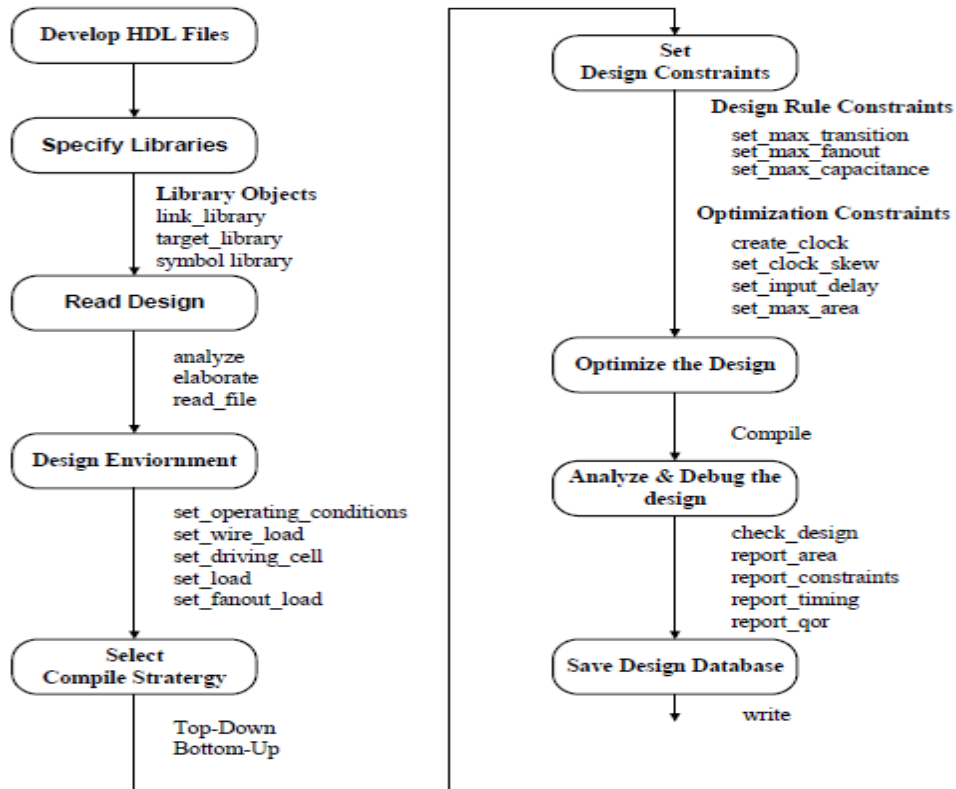 Develop HDL Files
Specify Libraries
Library Objects
link_library
target_library
symbol library
Read Design
analyze
elaborate
read_file
Design Enviornment
set_operating_conditions
set_wire_load
set_driving_cell
set_load
set_fanout_load
Select
Compile Stratergy
Top-Down
Bottom-Up
Set
Design Constraints
Design Rule Constraints
set_max_transition
set_max_fanout
set_max_capacitance
Optimization Constraints
create_clock
set_clock_skew
set_input_delay
set_max_area
Optimize the Design
Compile
Analyze & Debug the
design
check_design
report_area
report_constraints
report_timing
report_qor
Save Design Database
write